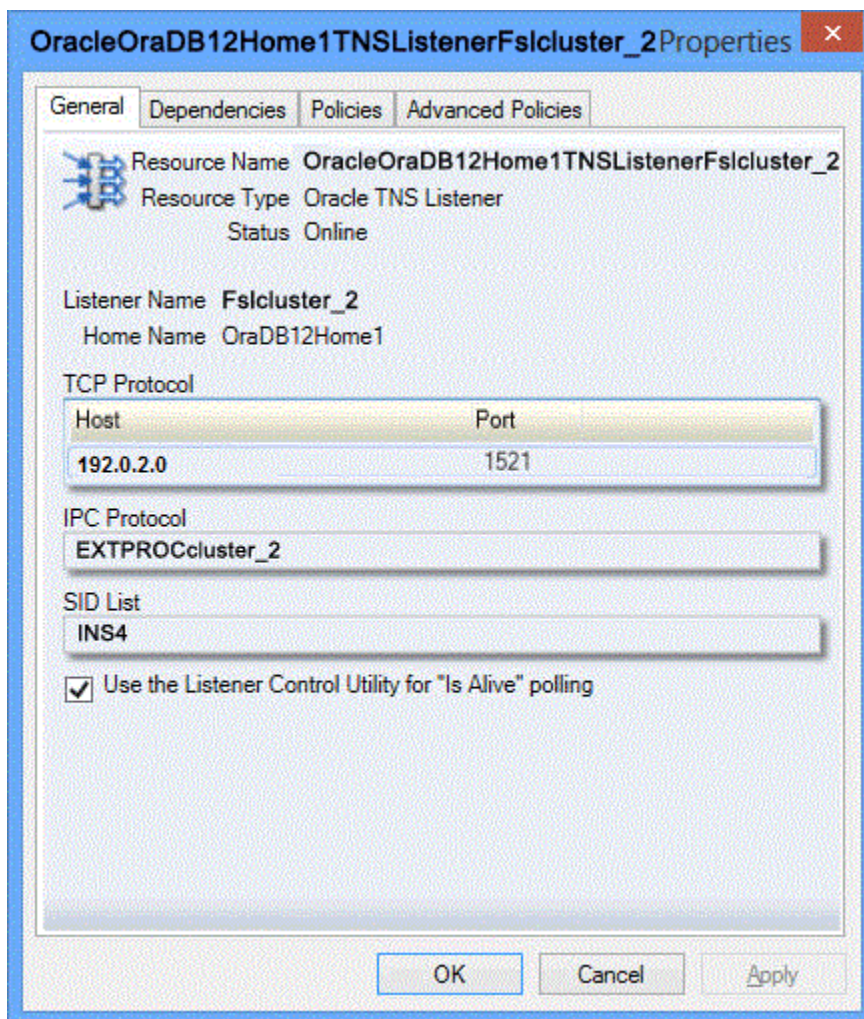 OracleOraDB12Home1TNSListenerFslcluster_2Properties
General Dependencies Policies Advanced Policies
Resource Name OracleOraDB12Home1TNSListenerFslcluster_2
Resource Type Oracle TNS Listener
Status Online
Listener Name Fslcluster_2
Home Name OraDB12Home1
TCP Protocol
Host Port
192.0.2.0 1521
IPC Protocol
EXTPROCcluster_2
SID List
INS4
Use the Listener Control Utility for "Is Alive" polling
OK Cancel Apply